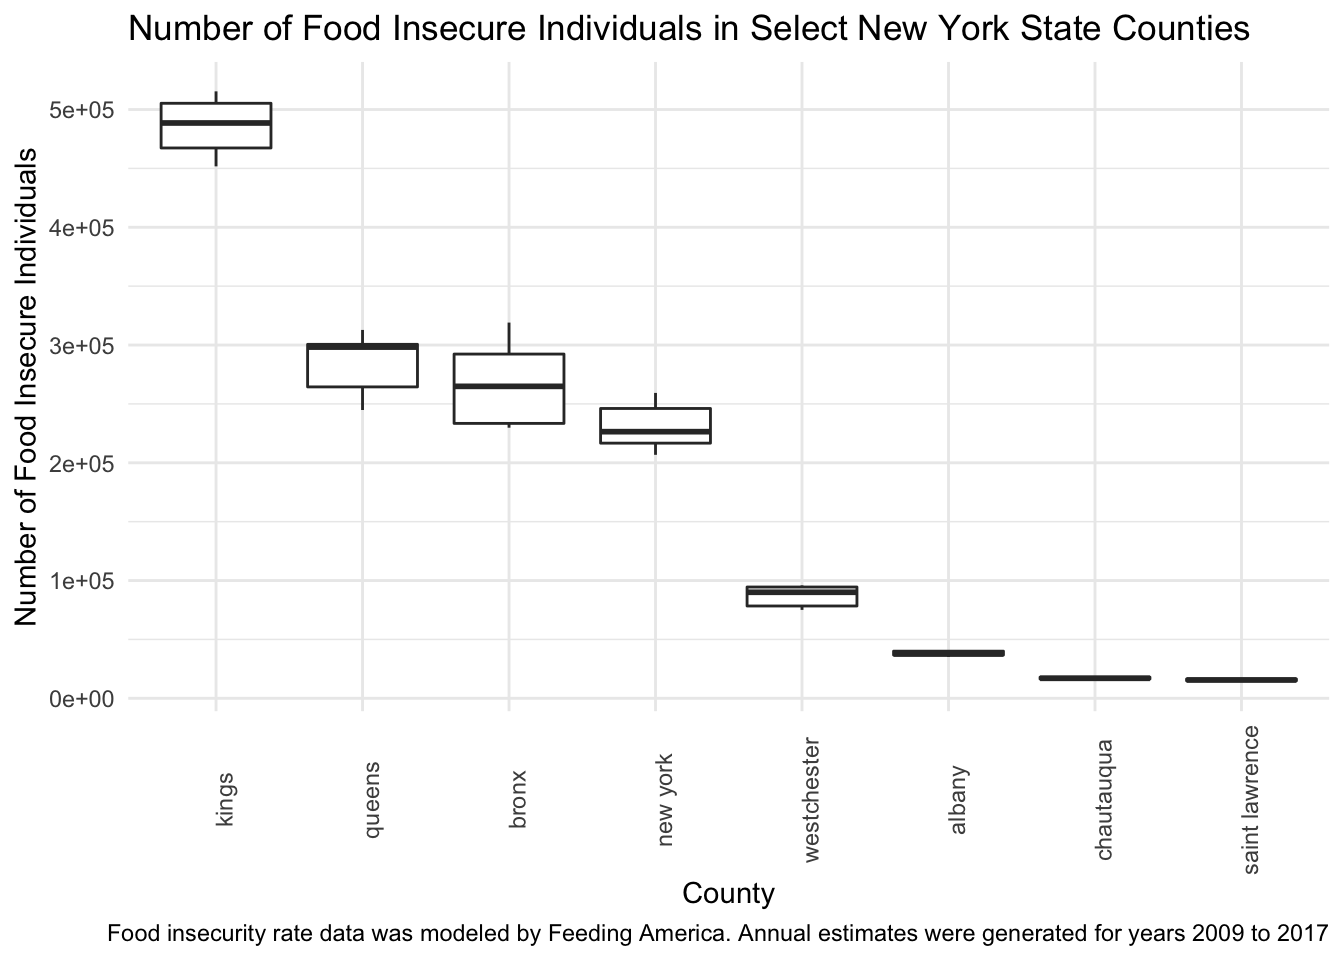 Number of Food Insecure Individuals in Select New York State Counties
Number of Food Insecure Individuals
5e+05
4e+05
3e+05
2e+05
1e+05
0e+00
kings
queens
bronx
new york
westchester
albany
chautauqua
saint lawrence
County
Food insecurity rate data was modeled by Feeding America. Annual estimates were generated for years 2009 to 2017